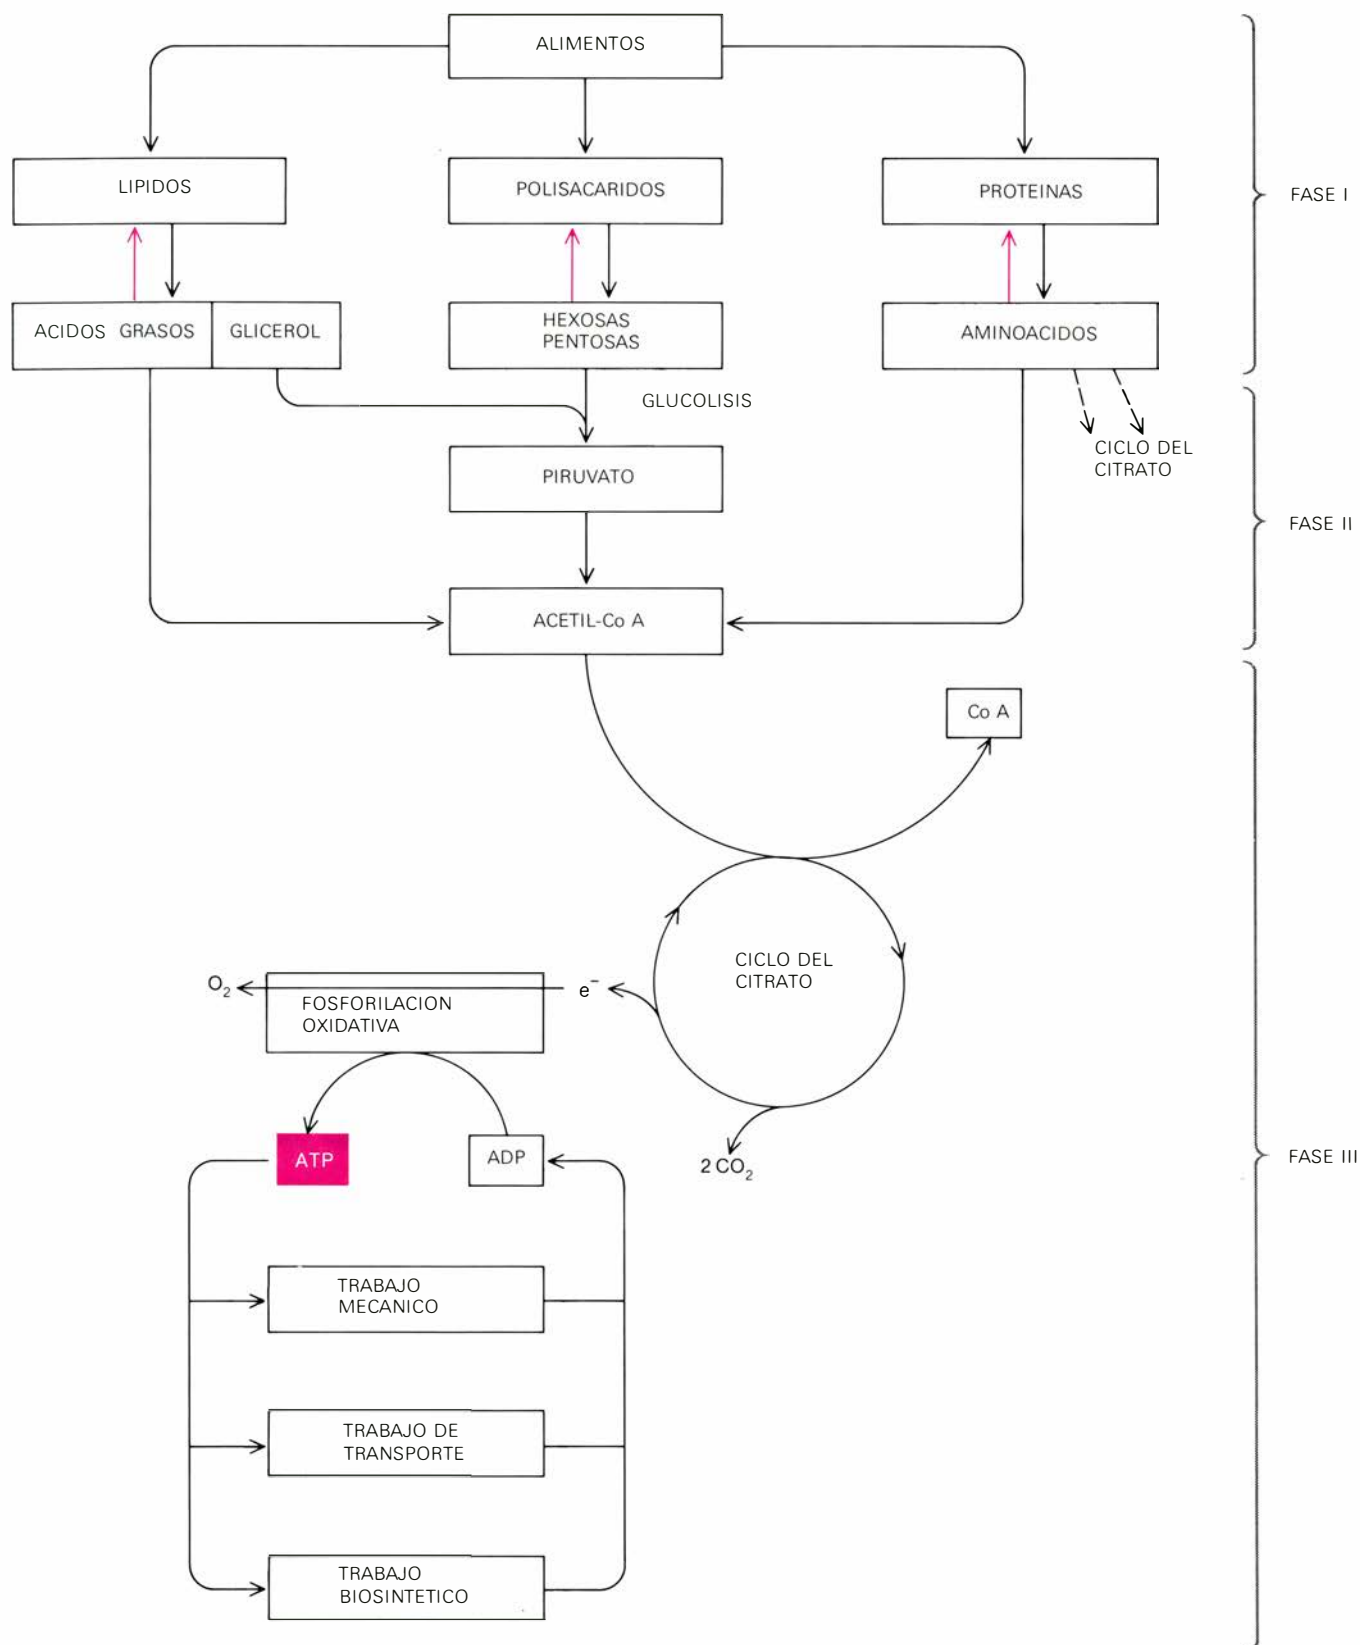 ALIMENTOS
LIPIDOS
POLISACARIDOS
PROTEINAS
FASE I
ACIDOS GRASOS
GLICEROL
HEXOSAS
PENTOSAS
AMINOACIDOS
GLUCOLISIS
CICLO DEL
CITRATO
PIRUVATO
FASE II
ACETIL-Co A
Co A
CICLO DEL
CITRATO
O₂
e⁻
FOSFORILACION
OXIDATIVA
ATP
ADP
2 CO₂
FASE III
TRABAJO
MECANICO
TRABAJO DE
TRANSPORTE
TRABAJO
BIOSINTETICO